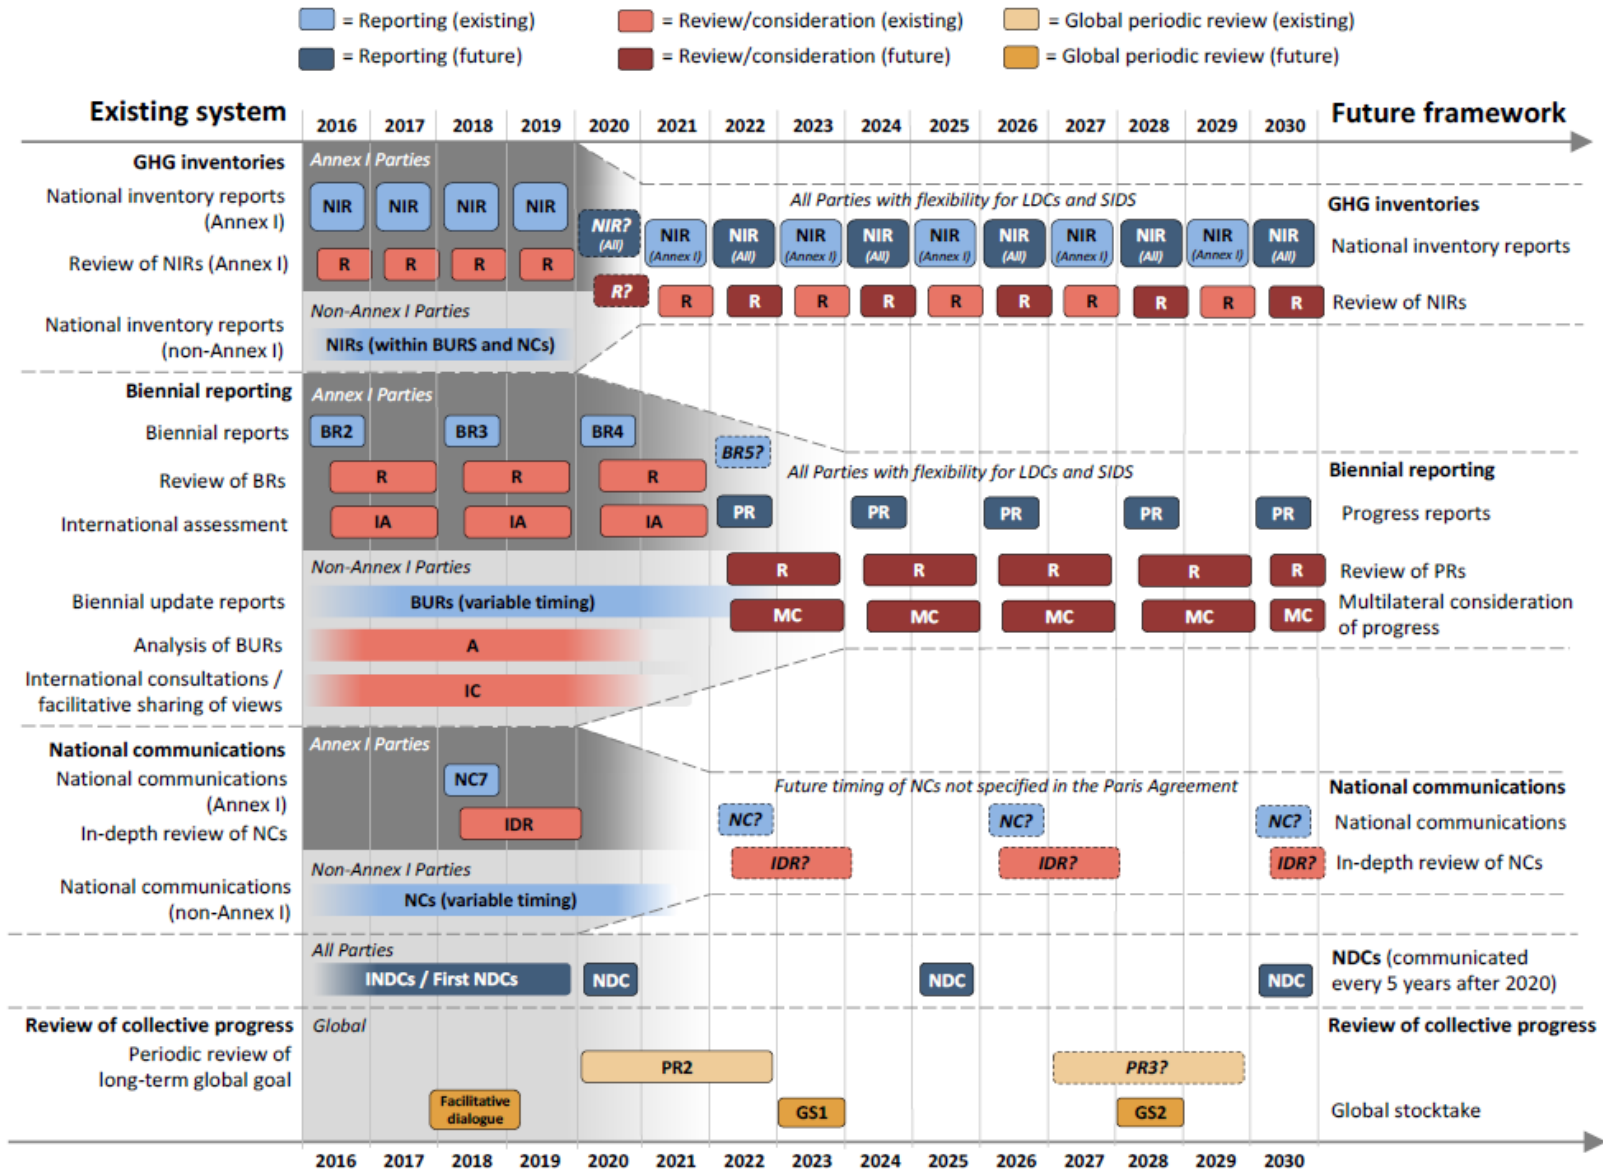 = Reporting (existing)
= Review/consideration (existing)
= Global periodic review (existing)
= Reporting (future)
= Review/consideration (future)
= Global periodic review (future)
Existing system
2016 2017 2018 2019 2020 2021 2022 2023 2024 2025 2026 2027 2028 2029 2030
Future framework
GHG inventories
Annex I Parties
National inventory reports
(Annex I)
NIR NIR NIR NIR
Review of NIRs (Annex I)
R R R R
Non-Annex I Parties
National inventory reports
(non-Annex I)
NIRs (within BURS and NCs)
NIR?
(All)
R?
All Parties with flexibility for LDCs and SIDS
NIR NIR NIR NIR NIR NIR NIR NIR NIR NIR
(Annex I) (All) (Annex I) (All) (Annex I) (All) (Annex I) (All) (Annex I) (All)
R R R R R R R R R R
GHG inventories
National inventory reports
Review of NIRs
Biennial reporting
Annex I Parties
Biennial reports
BR2 BR3 BR4 BR5?
Review of BRs
R R R
International assessment
IA IA IA
All Parties with flexibility for LDCs and SIDS
Biennial reporting
PR PR PR PR PR
Progress reports
Non-Annex I Parties
R R R R R
Review of PRs
Biennial update reports
BURs (variable timing)
MC MC MC MC MC
Multilateral consideration
of progress
Analysis of BURs
A
International consultations /
facilitative sharing of views
IC
National communications
Annex I Parties
National communications
(Annex I)
NC7
In-depth review of NCs
IDR
Future timing of NCs not specified in the Paris Agreement
National communications
NC? NC? NC?
National communications
IDR? IDR? IDR?
In-depth review of NCs
Non-Annex I Parties
National communications
(non-Annex I)
NCs (variable timing)
All Parties
INDCs / First NDCs
NDC NDC NDC
NDCs (communicated
every 5 years after 2020)
Review of collective progress
Global
Review of collective progress
Periodic review of
long-term global goal
PR2 PR3?
Facilitative
dialogue
GS1 GS2
Global stocktake
2016 2017 2018 2019 2020 2021 2022 2023 2024 2025 2026 2027 2028 2029 2030